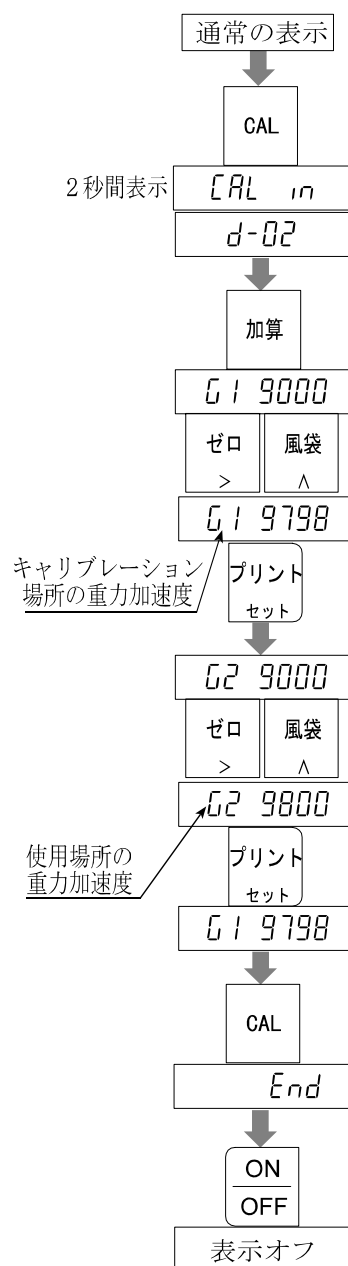 通常の表示
CAL
2秒間表示
CAL in
d-02
加算
G1 9000
ゼロ 風袋
> ∧
G1 9798
キャリブレーション
場所の重力加速度
プリント
セット
G2 9000
ゼロ 風袋
> ∧
G2 9800
使用場所の
重力加速度
プリント
セット
G1 9798
CAL
End
ON
OFF
表示オフ